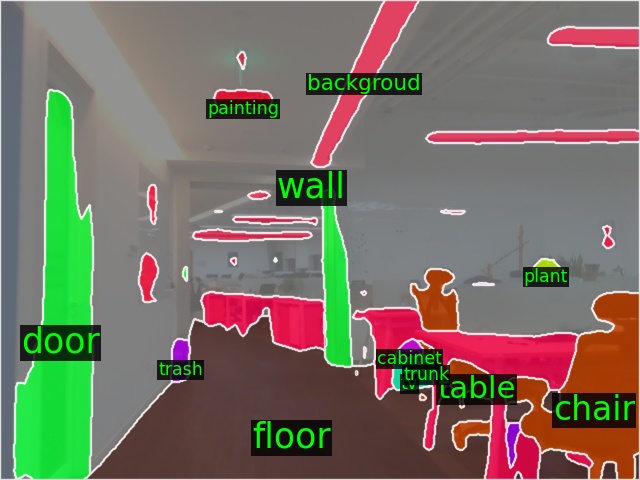 backgroud
painting
wall
plant
door
cabinet
trash
trunk
table
chair
floor